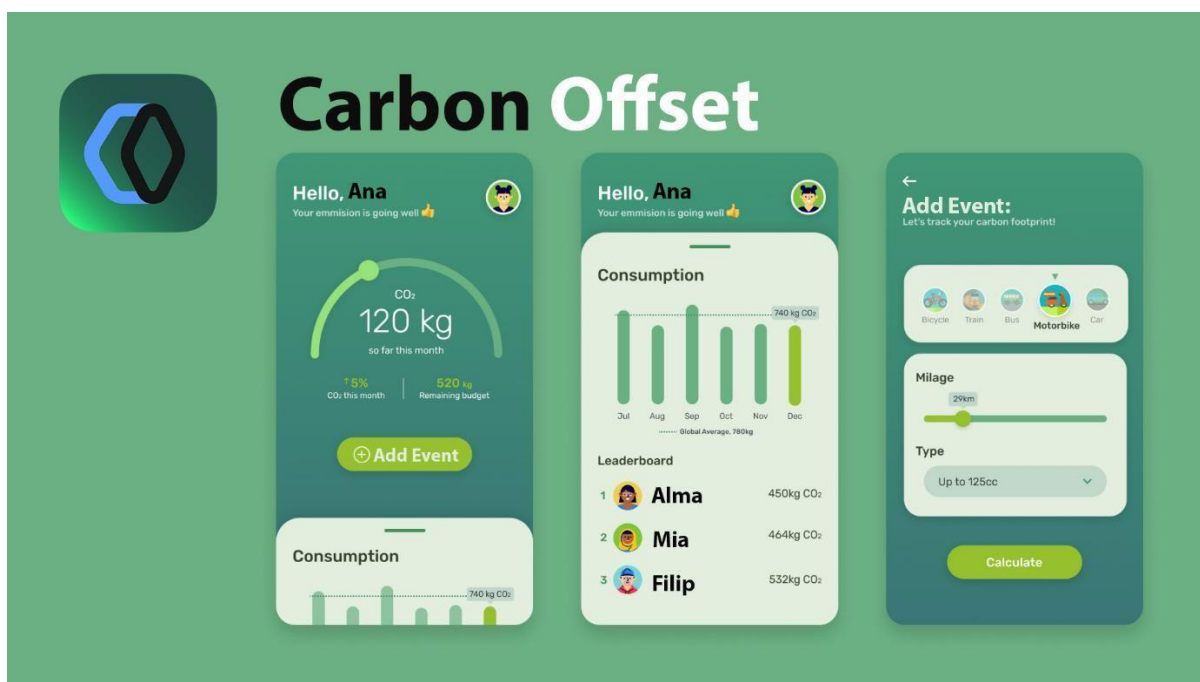 Carbon Offset
Hello, Ana
Your emmision is going well
CO₂
120 kg
so far this month
↑5%
CO₂ this month
520 kg
Remaining budget
Add Event
Consumption
740 kg CO₂
Hello, Ana
Your emmision is going well
Consumption
740 kg CO₂
Jul Aug Sep Oct Nov Dec
Global Average, 780kg
Leaderboard
1 Alma 450kg CO₂
2 Mia 464kg CO₂
3 Filip 532kg CO₂
←
Add Event:
Let's track your carbon footprint!
Bicycle Train Bus Motorbike Car
Milage
29km
Type
Up to 125cc
Calculate